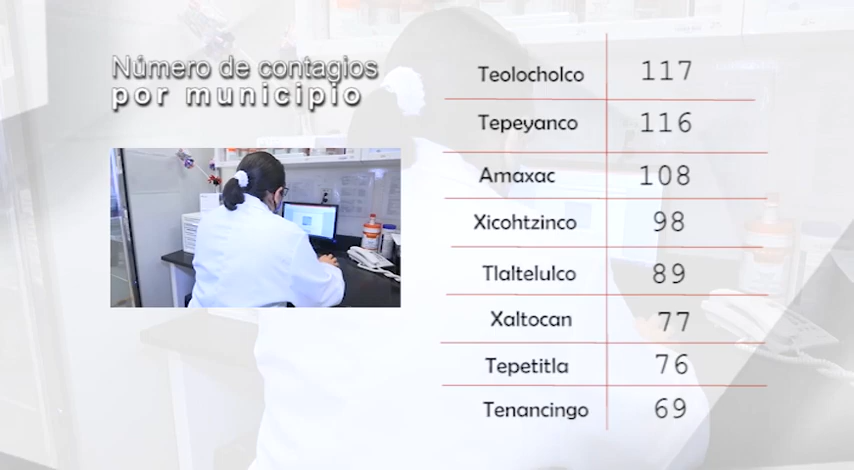 Número de contagios
por municipio
Teolocholco 117
Tepeyanco 116
Amaxac 108
Xicohtzinco 98
Tlaltelulco 89
Xaltocan 77
Tepetitla 76
Tenancingo 69